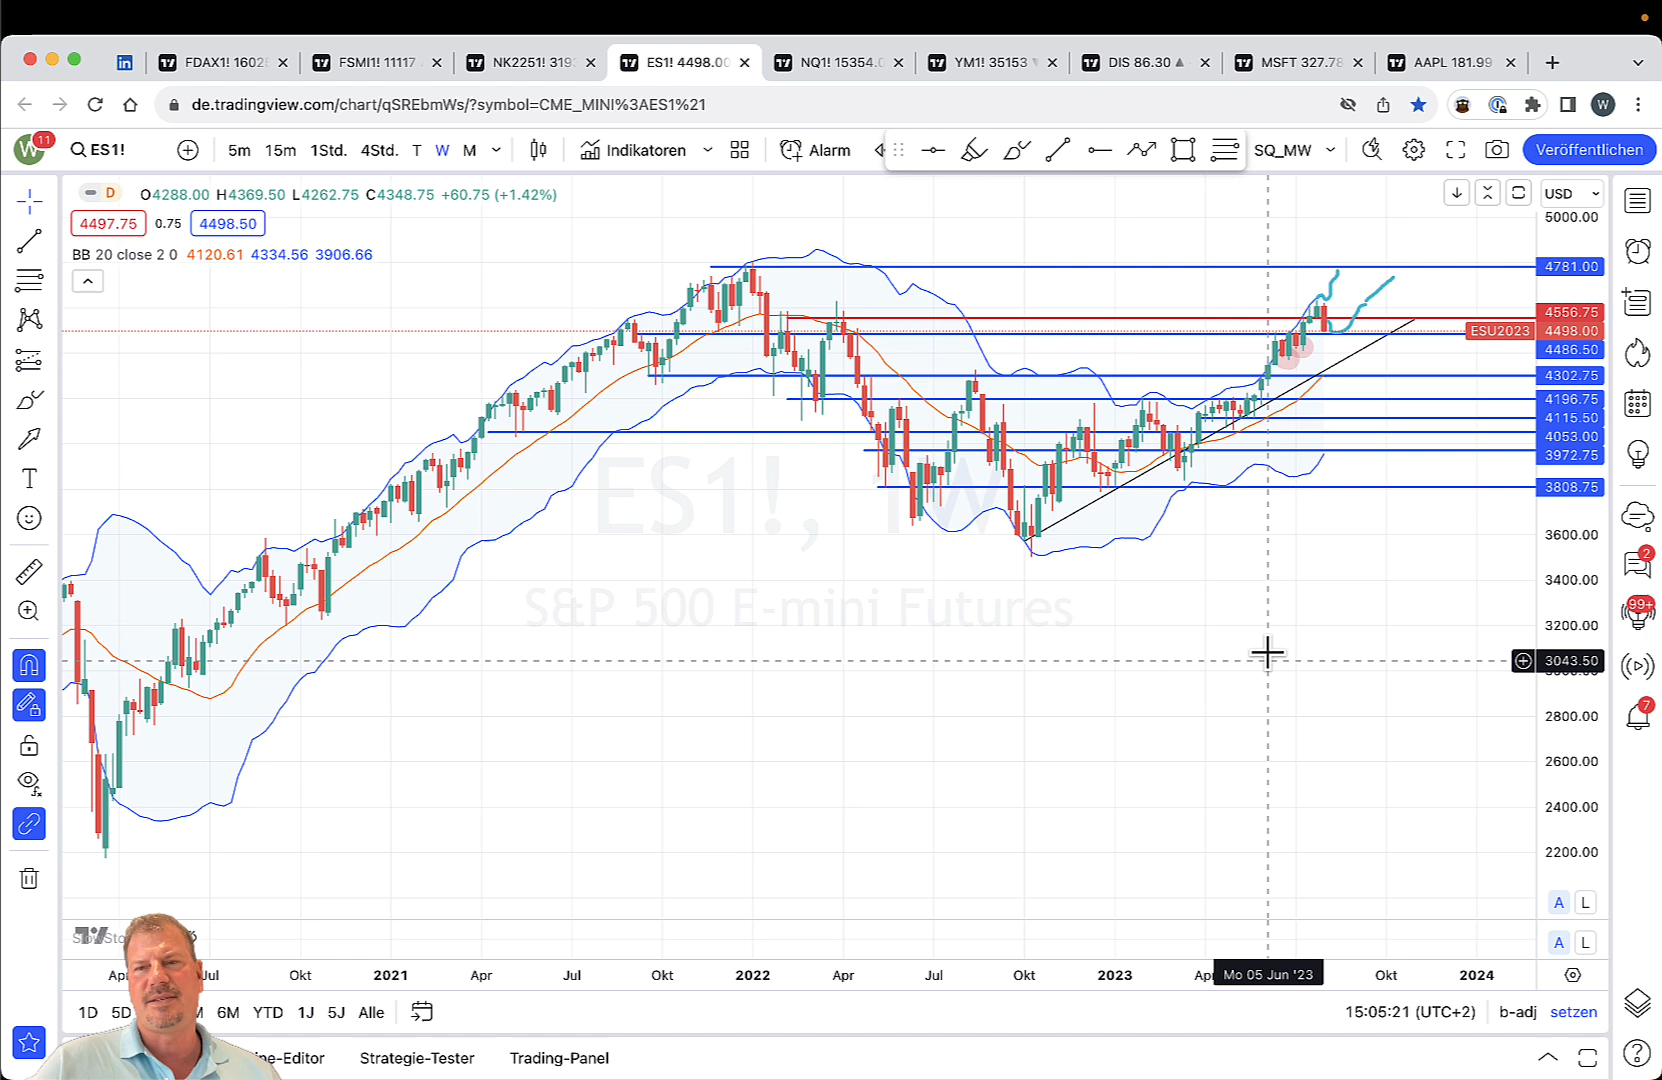 FDAX1! 1602
FSMI1! 11117
NK2251! 319
ES1! 4498.00
NQ1! 15354.
YM1! 35153
DIS 86.30
MSFT 327.78
AAPL 181.99
de.tradingview.com/chart/qSREbmWs/?symbol=CME_MINI%3AES1%21
W
W 11 ES1! 5m 15m 1Std. 4Std. T W M Indikatoren Alarm SQ_MW Veröffentlichen
D O4288.00 H4369.50 L4262.75 C4348.75 +60.75 (+1.42%)
USD
4497.75 0.75 4498.50
5000.00
BB 20 close 2 0 4120.61 4334.56 3906.66
4781.00
4556.75
ESU2023 4498.00
4486.50
4302.75
4196.75
4115.50
4053.00
3972.75
3808.75
ES1!, 1W
3600.00
3400.00
S&P 500 E-mini Futures
3200.00
3043.50
2800.00
2600.00
2400.00
2200.00
A L
A L
Jul Okt 2021 Apr Jul Okt 2022 Apr Jul Okt 2023 Mo 05 Jun '23 Okt 2024
1D 5D 6M YTD 1J 5J Alle 15:05:21 (UTC+2) b-adj setzen
ne-Editor Strategie-Tester Trading-Panel
2
99+
7